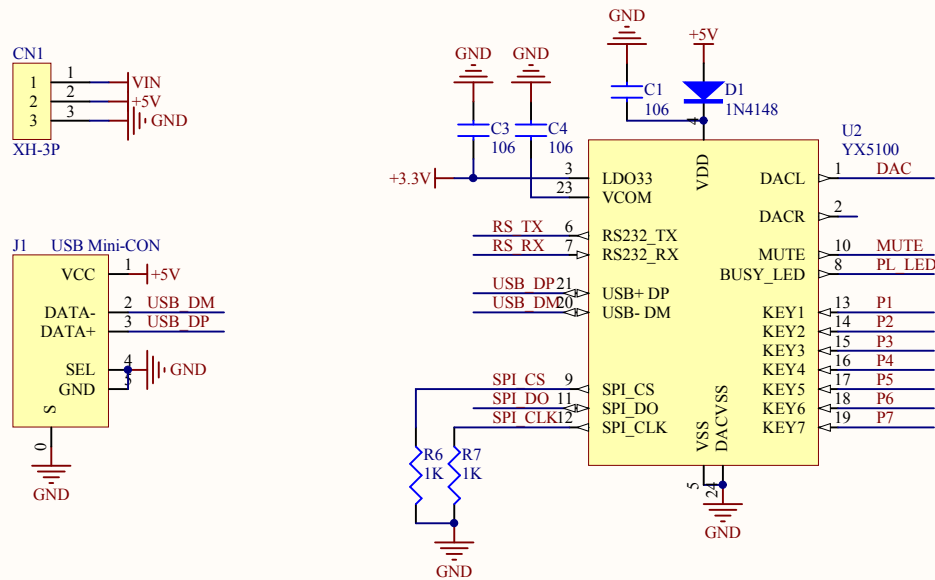 CN1
1 1 VIN
2 2 +5V
3 3 GND
XH-3P
J1 USB Mini-CON
VCC 1 +5V
DATA- 2 USB_DM
DATA+ 3 USB_DP
SEL 4 GND
GND 5
S
0
GND
GND
GND
GND
+5V
C3
106
C4
106
C1
106
D1
1N4148
4
U2
YX5100
VDD
+3.3V 3 LDO33
23 VCOM
RS_TX 6 RS232_TX
RS_RX 7 RS232_RX
USB_DP 21 USB+ DP
USB_DM 20 USB- DM
SPI_CS 9 SPI_CS
SPI_DO 11 SPI_DO
SPI_CLK 12 SPI_CLK
DACL 1 DAC
DACR 2
MUTE 10 MUTE
BUSY_LED 8 PL_LED
KEY1 13 P1
KEY2 14 P2
KEY3 15 P3
KEY4 16 P4
KEY5 17 P5
KEY6 18 P6
KEY7 19 P7
VSS
DACVSS
5
24
GND
R6
1K
R7
1K
GND